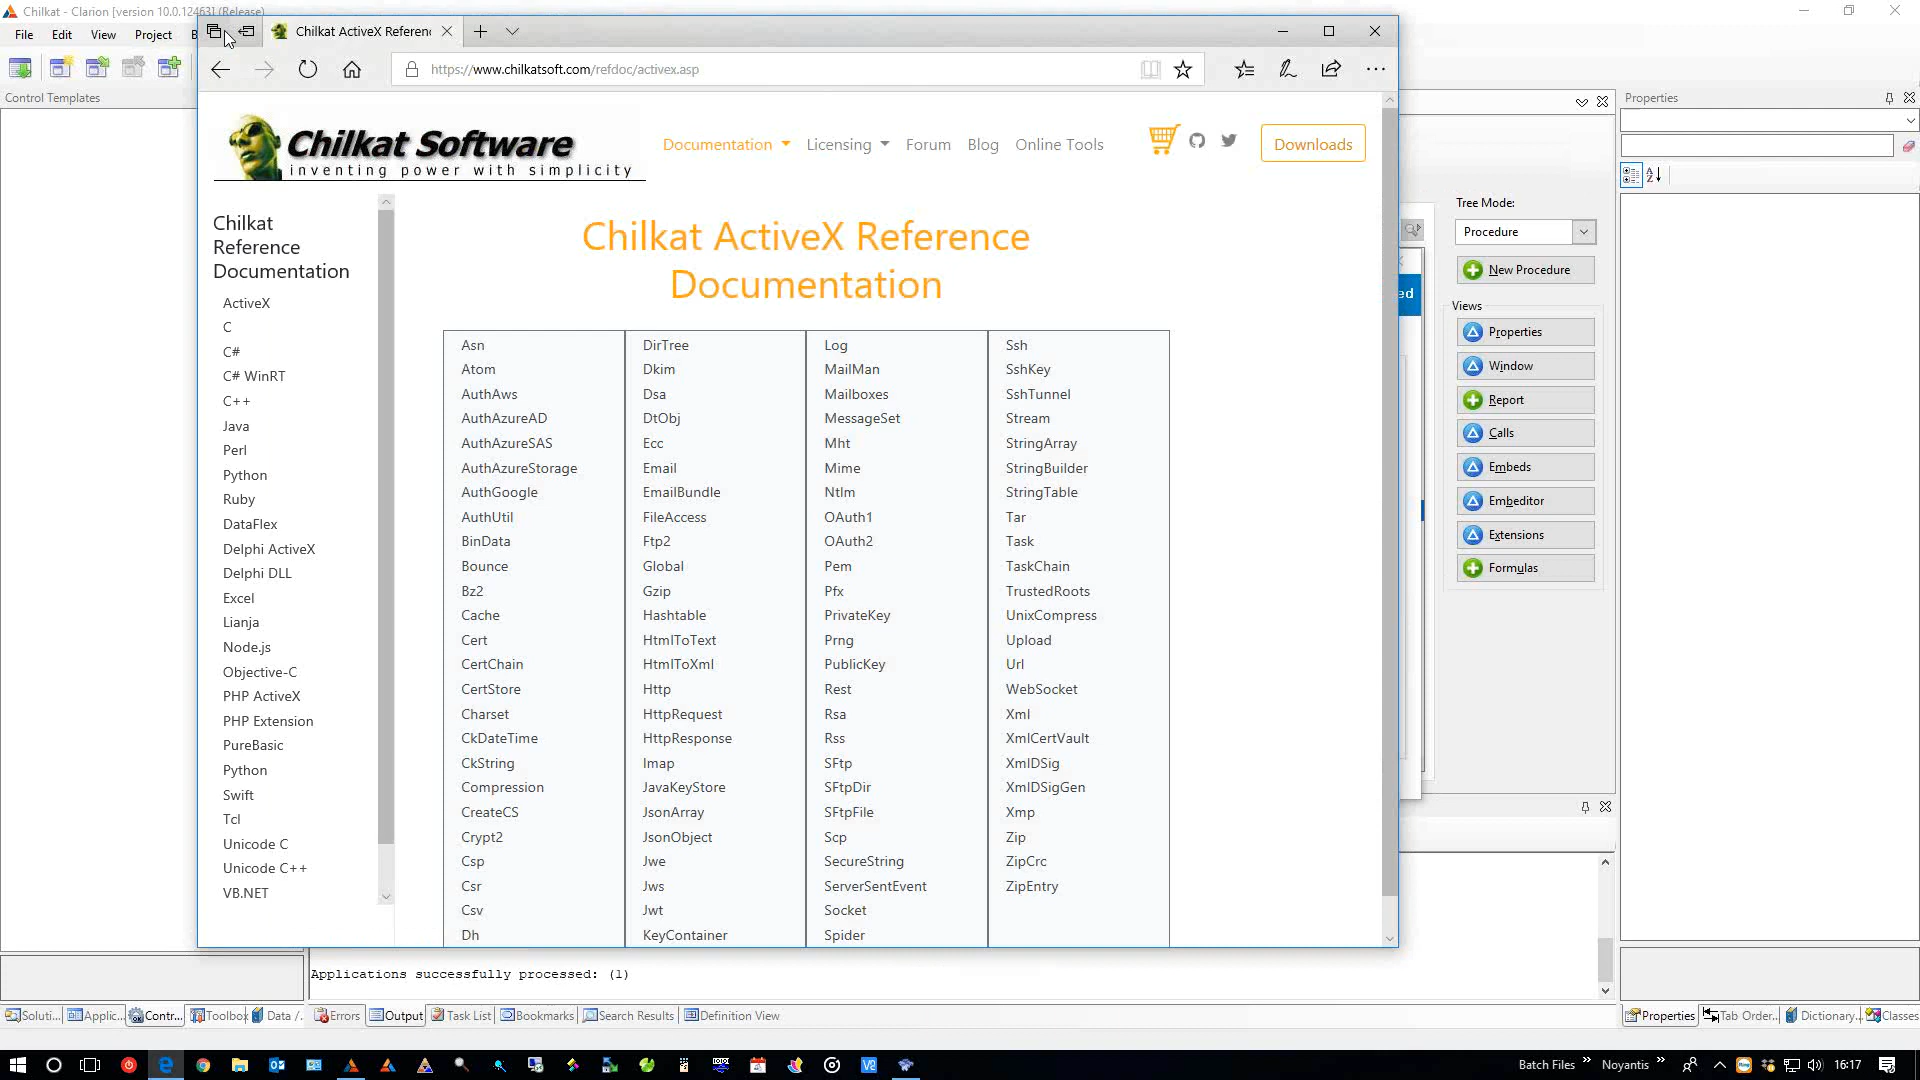 Chilkat - Clarion [version 10.0.12463] (Release)
File Edit View Project
Control Templates
Chilkat ActiveX Referenc
https://www.chilkatsoft.com/refdoc/activex.asp
Chilkat Software
inventing power with simplicity
Documentation Licensing Forum Blog Online Tools Downloads
Chilkat
Reference
Documentation
ActiveX
C
C#
C# WinRT
C++
Java
Perl
Python
Ruby
DataFlex
Delphi ActiveX
Delphi DLL
Excel
Lianja
Node.js
Objective-C
PHP ActiveX
PHP Extension
PureBasic
Python
Swift
Tcl
Unicode C
Unicode C++
VB.NET
Chilkat ActiveX Reference
Documentation
Asn
Atom
AuthAws
AuthAzureAD
AuthAzureSAS
AuthAzureStorage
AuthGoogle
AuthUtil
BinData
Bounce
Bz2
Cache
Cert
CertChain
CertStore
Charset
CkDateTime
CkString
Compression
CreateCS
Crypt2
Csp
Csr
Csv
Dh
DirTree
Dkim
Dsa
DtObj
Ecc
Email
EmailBundle
FileAccess
Ftp2
Global
Gzip
Hashtable
HtmlToText
HtmlToXml
Http
HttpRequest
HttpResponse
Imap
JavaKeyStore
JsonArray
JsonObject
Jwe
Jws
Jwt
KeyContainer
Log
MailMan
Mailboxes
MessageSet
Mht
Mime
Ntlm
OAuth1
OAuth2
Pem
Pfx
PrivateKey
Prng
PublicKey
Rest
Rsa
Rss
SFtp
SFtpDir
SFtpFile
Scp
SecureString
ServerSentEvent
Socket
Spider
Ssh
SshKey
SshTunnel
Stream
StringArray
StringBuilder
StringTable
Tar
Task
TaskChain
TrustedRoots
UnixCompress
Upload
Url
WebSocket
Xml
XmlCertVault
XmlDSig
XmlDSigGen
Xmp
Zip
ZipCrc
ZipEntry
ed
Tree Mode:
Procedure
New Procedure
Views
Properties
Window
Report
Calls
Embeds
Embeditor
Extensions
Formulas
Properties
Applications successfully processed: (1)
Soluti... Applic... Contr... Toolbox Data /. Errors Output Task List Bookmarks Search Results Definition View Properties Tab Order.. Dictionary.. Classes
Batch Files » Noyantis » 16:17